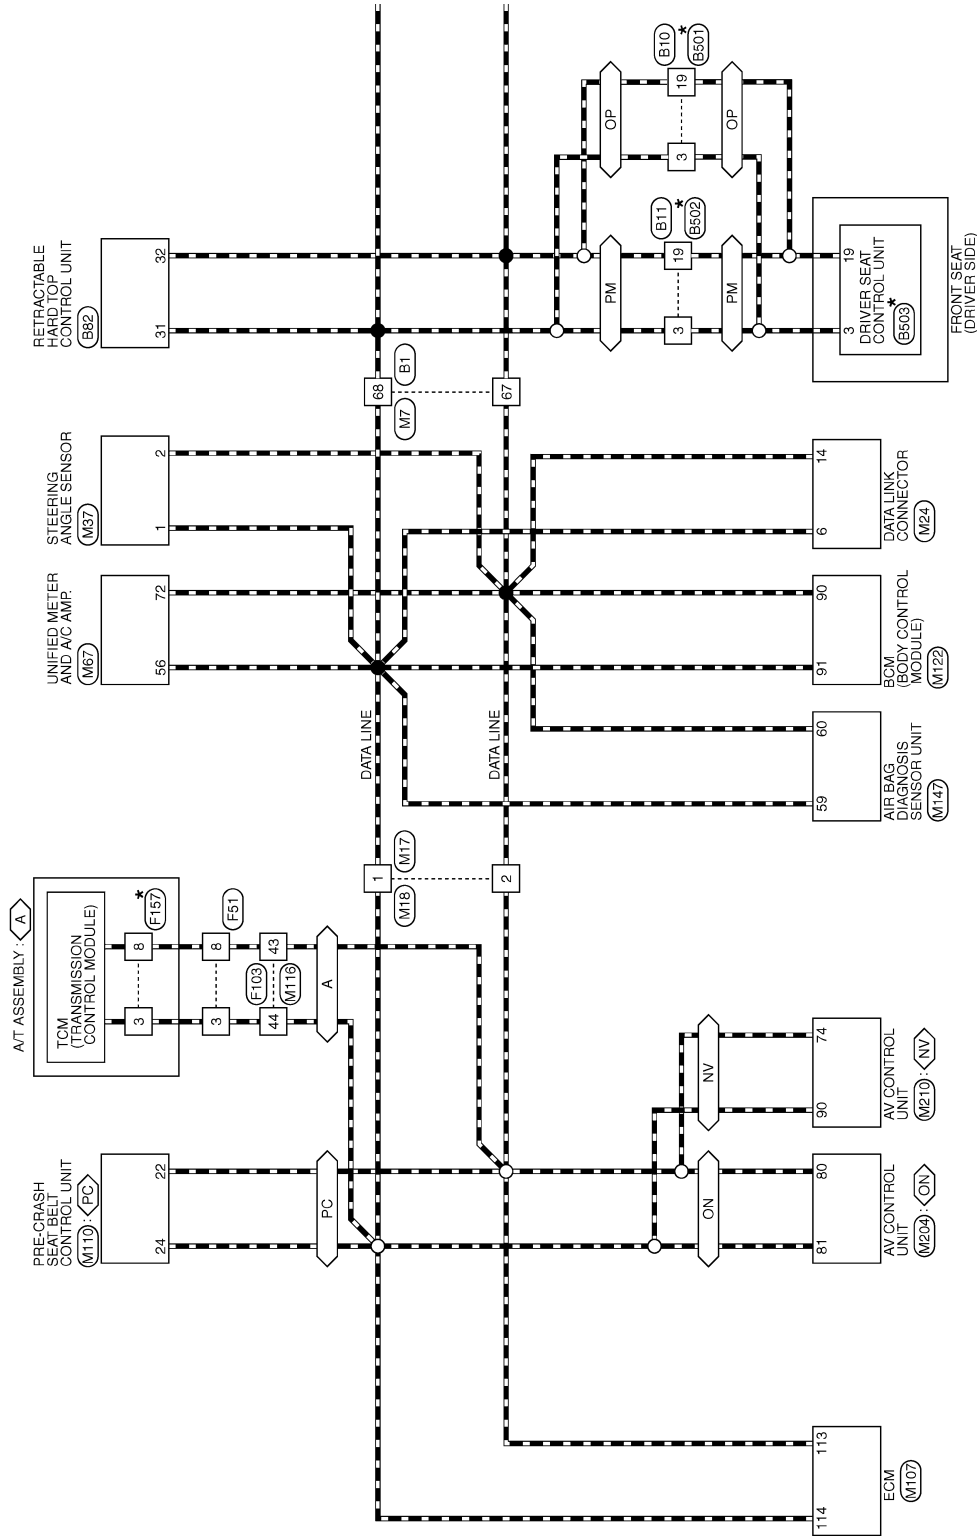 A/T ASSEMBLY : A
TCM
(TRANSMISSION
CONTROL MODULE)
3
8
*
F157
3
8
F51
44
43
F103
M116
A
PRE-CRASH
SEAT BELT
CONTROL UNIT
M110 : PC
24
22
PC
UNIFIED METER
AND A/C AMP.
M67
56
72
STEERING
ANGLE SENSOR
M37
1
2
RETRACTABLE
HARD TOP
CONTROL UNIT
B82
31
32
1
M18
M17
2
DATA LINE
DATA LINE
68
M7
B1
67
ECM
M107
114
113
ON
81
80
AV CONTROL
UNIT
M204 : ON
NV
90
74
AV CONTROL
UNIT
M210 : NV
59
60
AIR BAG
DIAGNOSIS
SENSOR UNIT
M147
91
90
BCM
(BODY CONTROL
MODULE)
M122
6
14
DATA LINK
CONNECTOR
M24
PM
OP
3
19
B11
*
B502
3
19
B10
*
B501
PM
OP
3
19
DRIVER SEAT
CONTROL UNIT
B503
*
FRONT SEAT
(DRIVER SIDE)